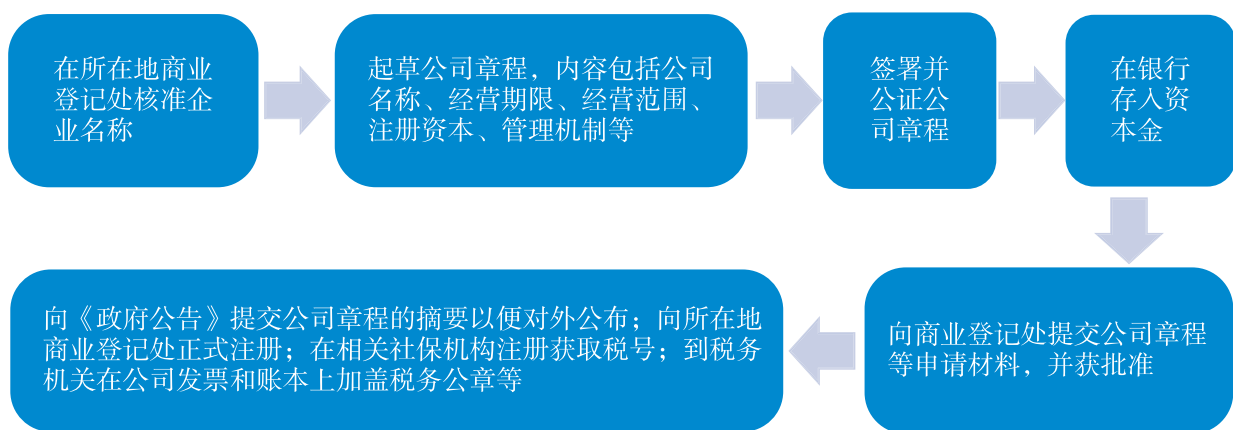 在所在地商业
登记处核准企
业名称
起草公司章程，内容包括公司
名称、经营期限、经营范围、
注册资本、管理机制等
签署并
公证公
司章程
在银行
存入资
本金
向商业登记处提交公司章程
等申请材料，并获批准
向《政府公告》提交公司章程的摘要以便对外公布；向所在地
商业登记处正式注册；在相关社保机构注册获取税号；到税务
机关在公司发票和账本上加盖税务公章等